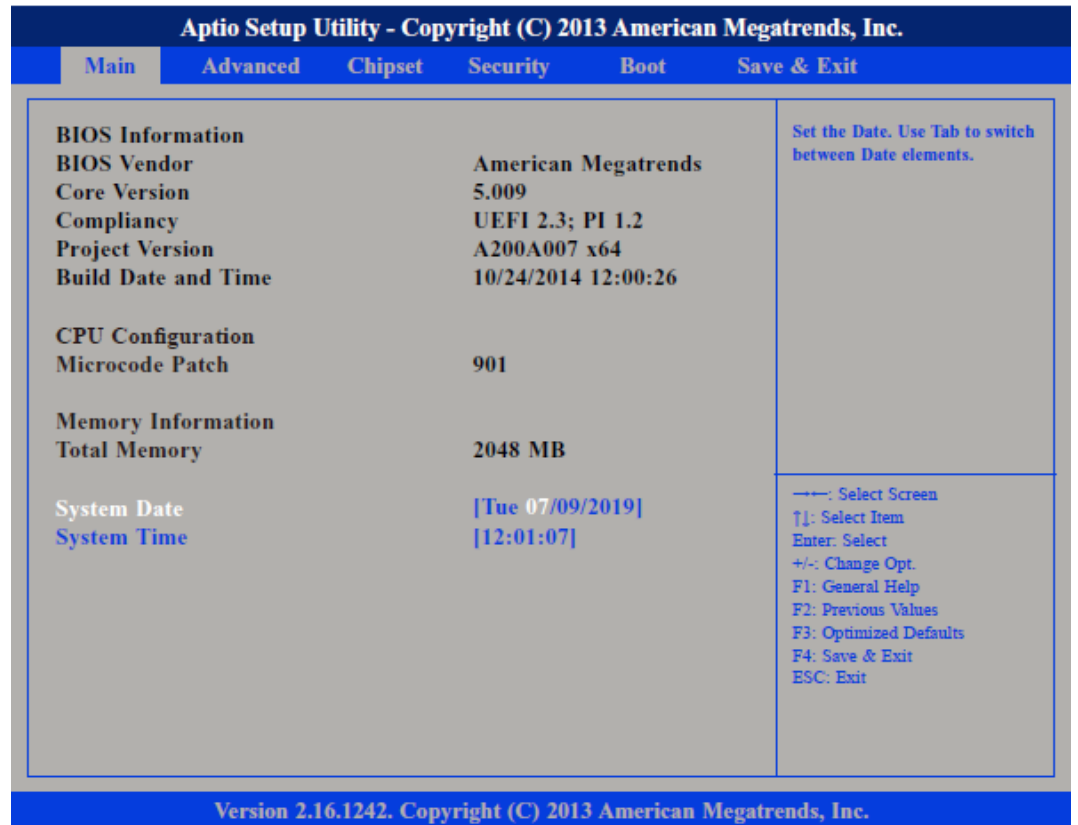 Aptio Setup Utility - Copyright (C) 2013 American Megatrends, Inc.
Main Advanced Chipset Security Boot Save & Exit
BIOS Information
BIOS Vendor American Megatrends
Core Version 5.009
Compliancy UEFI 2.3; PI 1.2
Project Version A200A007 x64
Build Date and Time 10/24/2014 12:00:26
CPU Configuration
Microcode Patch 901
Memory Information
Total Memory 2048 MB
System Date [Tue 07/09/2019]
System Time [12:01:07]
Set the Date. Use Tab to switch
between Date elements.
→←: Select Screen
↑↓: Select Item
Enter: Select
+/-: Change Opt.
F1: General Help
F2: Previous Values
F3: Optimized Defaults
F4: Save & Exit
ESC: Exit
Version 2.16.1242. Copyright (C) 2013 American Megatrends, Inc.